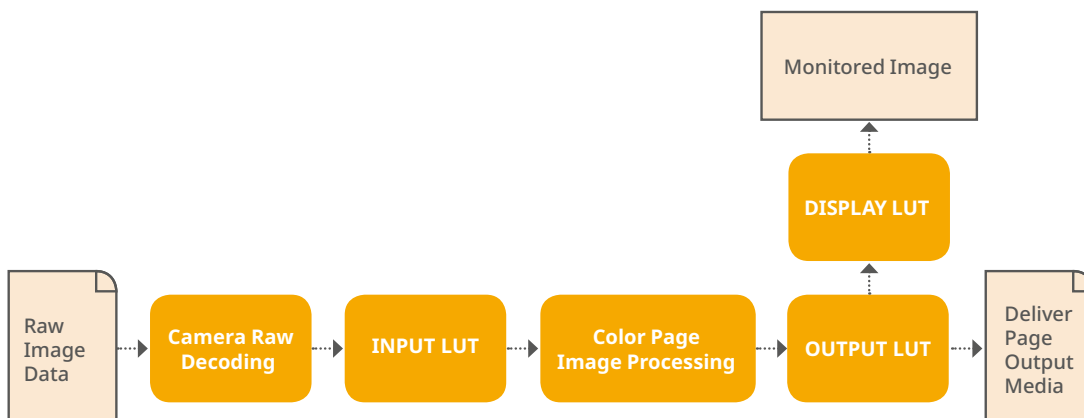 Monitored Image
DISPLAY LUT
Raw
Image
Data
Camera Raw
Decoding
INPUT LUT
Color Page
Image Processing
OUTPUT LUT
Deliver
Page
Output
Media